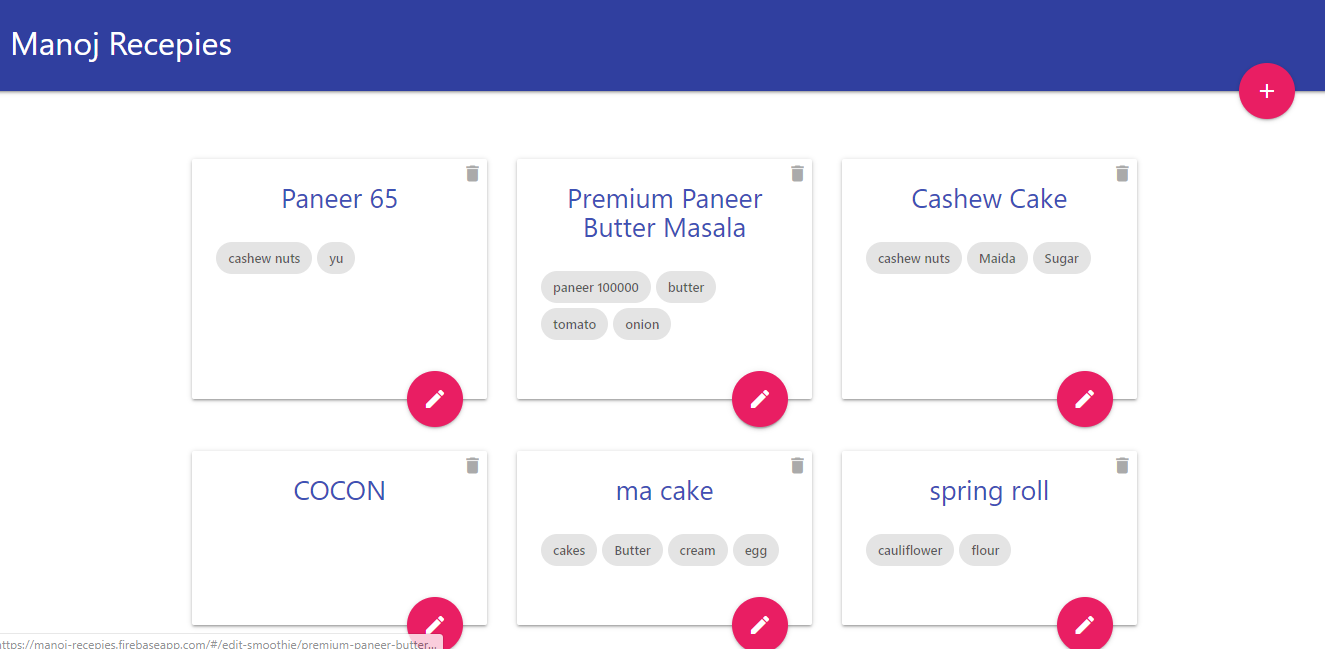 Manoj Recepies
Paneer 65
cashew nuts yu
Premium Paneer
Butter Masala
paneer 100000 butter
tomato onion
Cashew Cake
cashew nuts Maida Sugar
COCON
ma cake
cakes Butter cream egg
spring roll
cauliflower flour
ttps://manoj-recepies.firebaseapp.com/#/edit-smoothie/premium-paneer-butter...